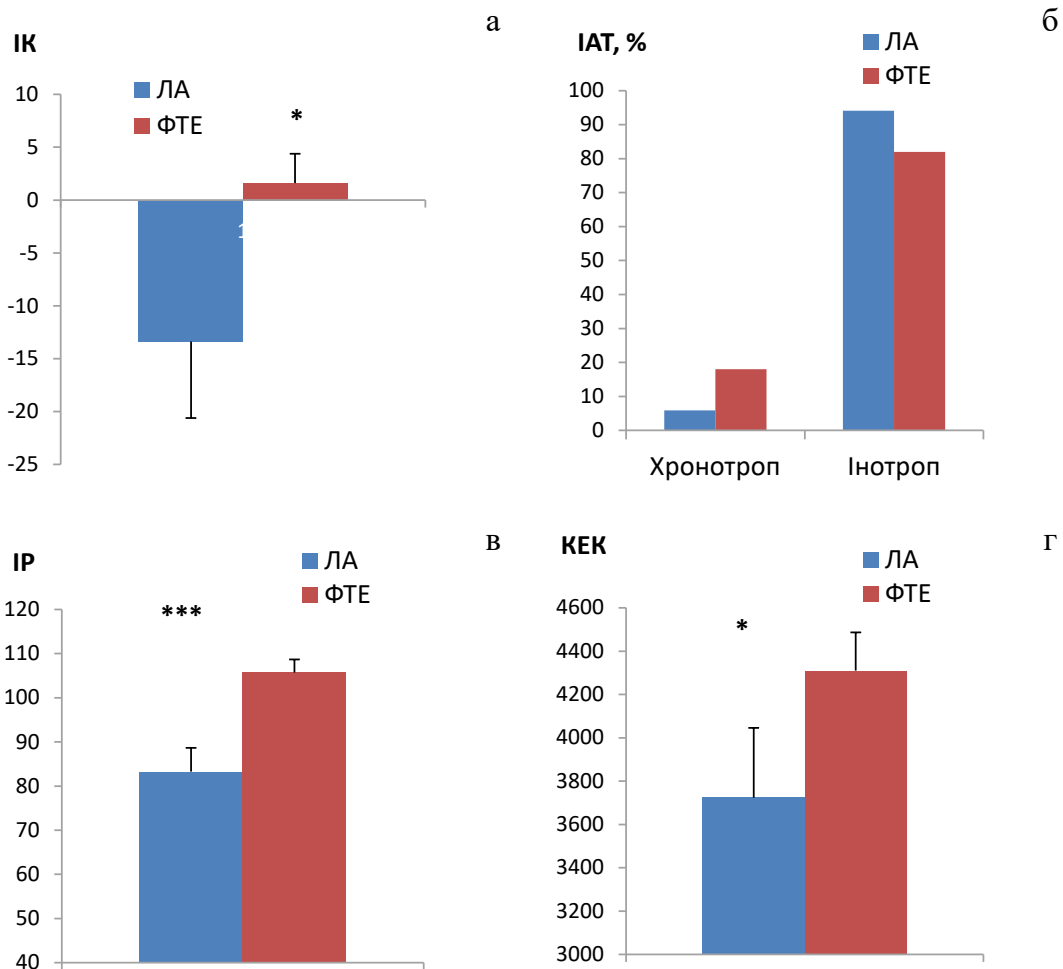 а
ІК
ЛА
ФТЕ
*
10
5
0
-5
-10
-15
-20
-25
1
б
ІАТ, %
ЛА
ФТЕ
100
90
80
70
60
50
40
30
20
10
0
Хронотроп
Інотроп
в
ІР
ЛА
ФТЕ
***
120
110
100
90
80
70
60
50
40
г
КЕК
ЛА
ФТЕ
*
4600
4400
4200
4000
3800
3600
3400
3200
3000